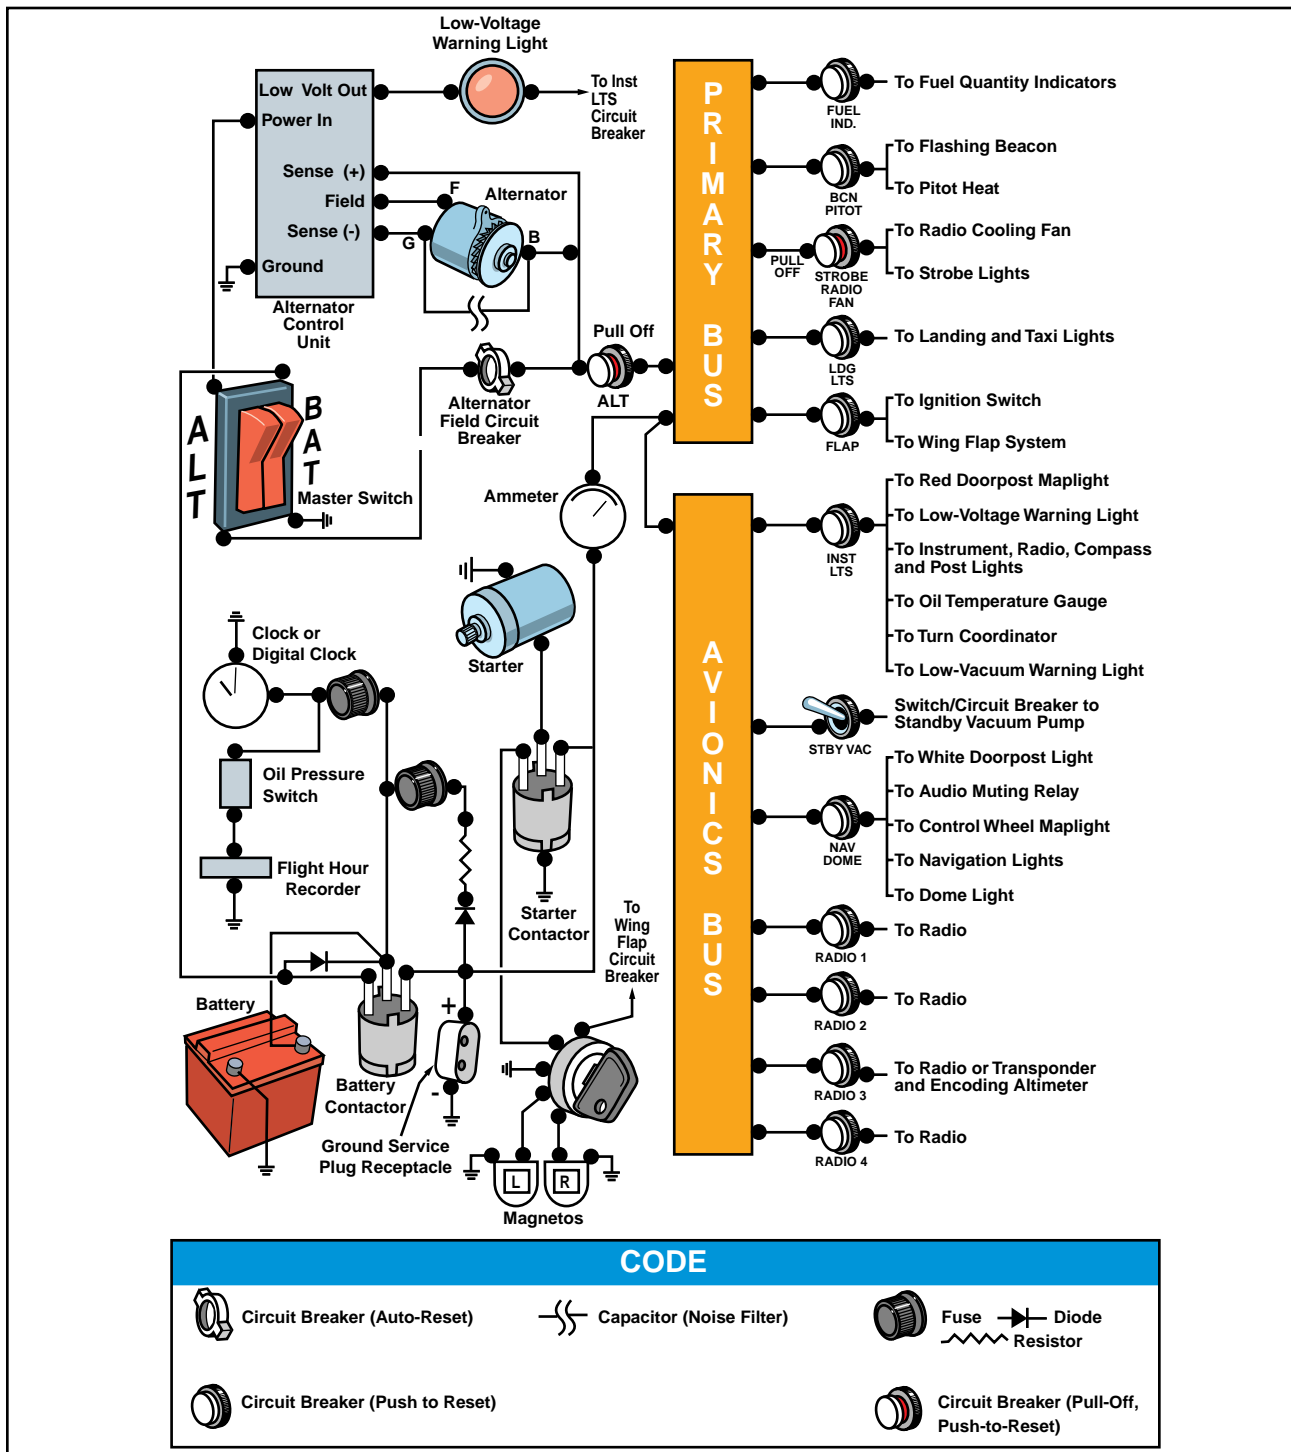 Low-Voltage
Warning Light
Low Volt Out
Power In
Sense (+)
Field
Sense (-)
Ground
Alternator
Control
Unit
To Inst
LTS
Circuit
Breaker
F
Alternator
G
B
Pull Off
ALT
Alternator
Field Circuit
Breaker
ALT
BAT
Master Switch
Ammeter
Starter
Clock or
Digital Clock
Oil Pressure
Switch
Flight Hour
Recorder
Starter
Contactor
To
Wing
Flap
Circuit
Breaker
Battery
+
-
Battery
Contactor
Ground Service
Plug Receptacle
L
R
Magnetos
PRIMARY BUS
FUEL
IND.
To Fuel Quantity Indicators
BCN
PITOT
To Flashing Beacon
To Pitot Heat
PULL
OFF
STROBE
RADIO
FAN
To Radio Cooling Fan
To Strobe Lights
LDG
LTS
To Landing and Taxi Lights
FLAP
To Ignition Switch
To Wing Flap System
AVIONICS BUS
INST
LTS
To Red Doorpost Maplight
To Low-Voltage Warning Light
To Instrument, Radio, Compass
and Post Lights
To Oil Temperature Gauge
To Turn Coordinator
To Low-Vacuum Warning Light
STBY VAC
Switch/Circuit Breaker to
Standby Vacuum Pump
NAV
DOME
To White Doorpost Light
To Audio Muting Relay
To Control Wheel Maplight
To Navigation Lights
To Dome Light
RADIO 1
To Radio
RADIO 2
To Radio
RADIO 3
To Radio or Transponder
and Encoding Altimeter
RADIO 4
To Radio
CODE
Circuit Breaker (Auto-Reset)
Capacitor (Noise Filter)
Fuse
Diode
Resistor
Circuit Breaker (Push to Reset)
Circuit Breaker (Pull-Off,
Push-to-Reset)